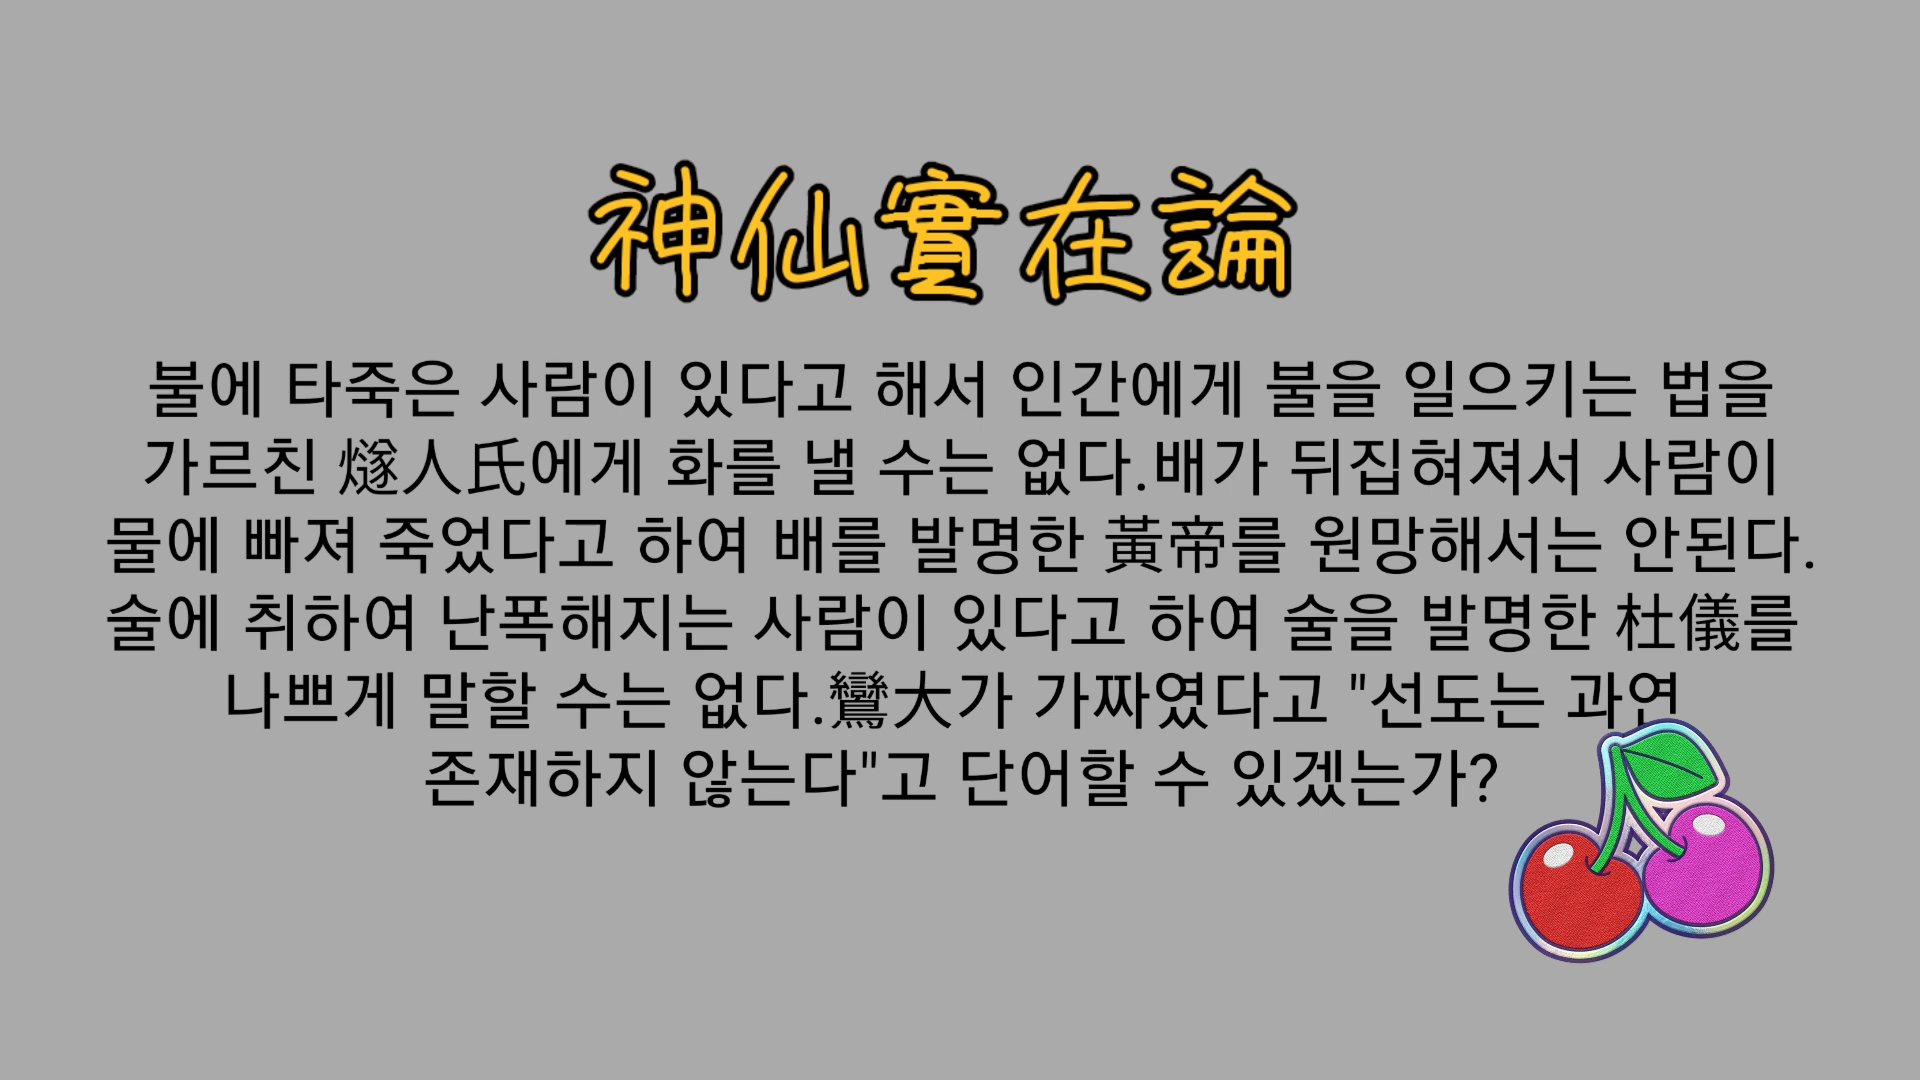 神仙實在論
불에 타죽은 사람이 있다고 해서 인간에게 불을 일으키는 법을
가르친 燧人氏에게 화를 낼 수는 없다.배가 뒤집혀져서 사람이
물에 빠져 죽었다고 하여 배를 발명한 黃帝를 원망해서는 안된다.
술에 취하여 난폭해지는 사람이 있다고 하여 술을 발명한 杜儀를
나쁘게 말할 수는 없다.鸞大가 가짜였다고 "선도는 과연
존재하지 않는다"고 단어할 수 있겠는가?